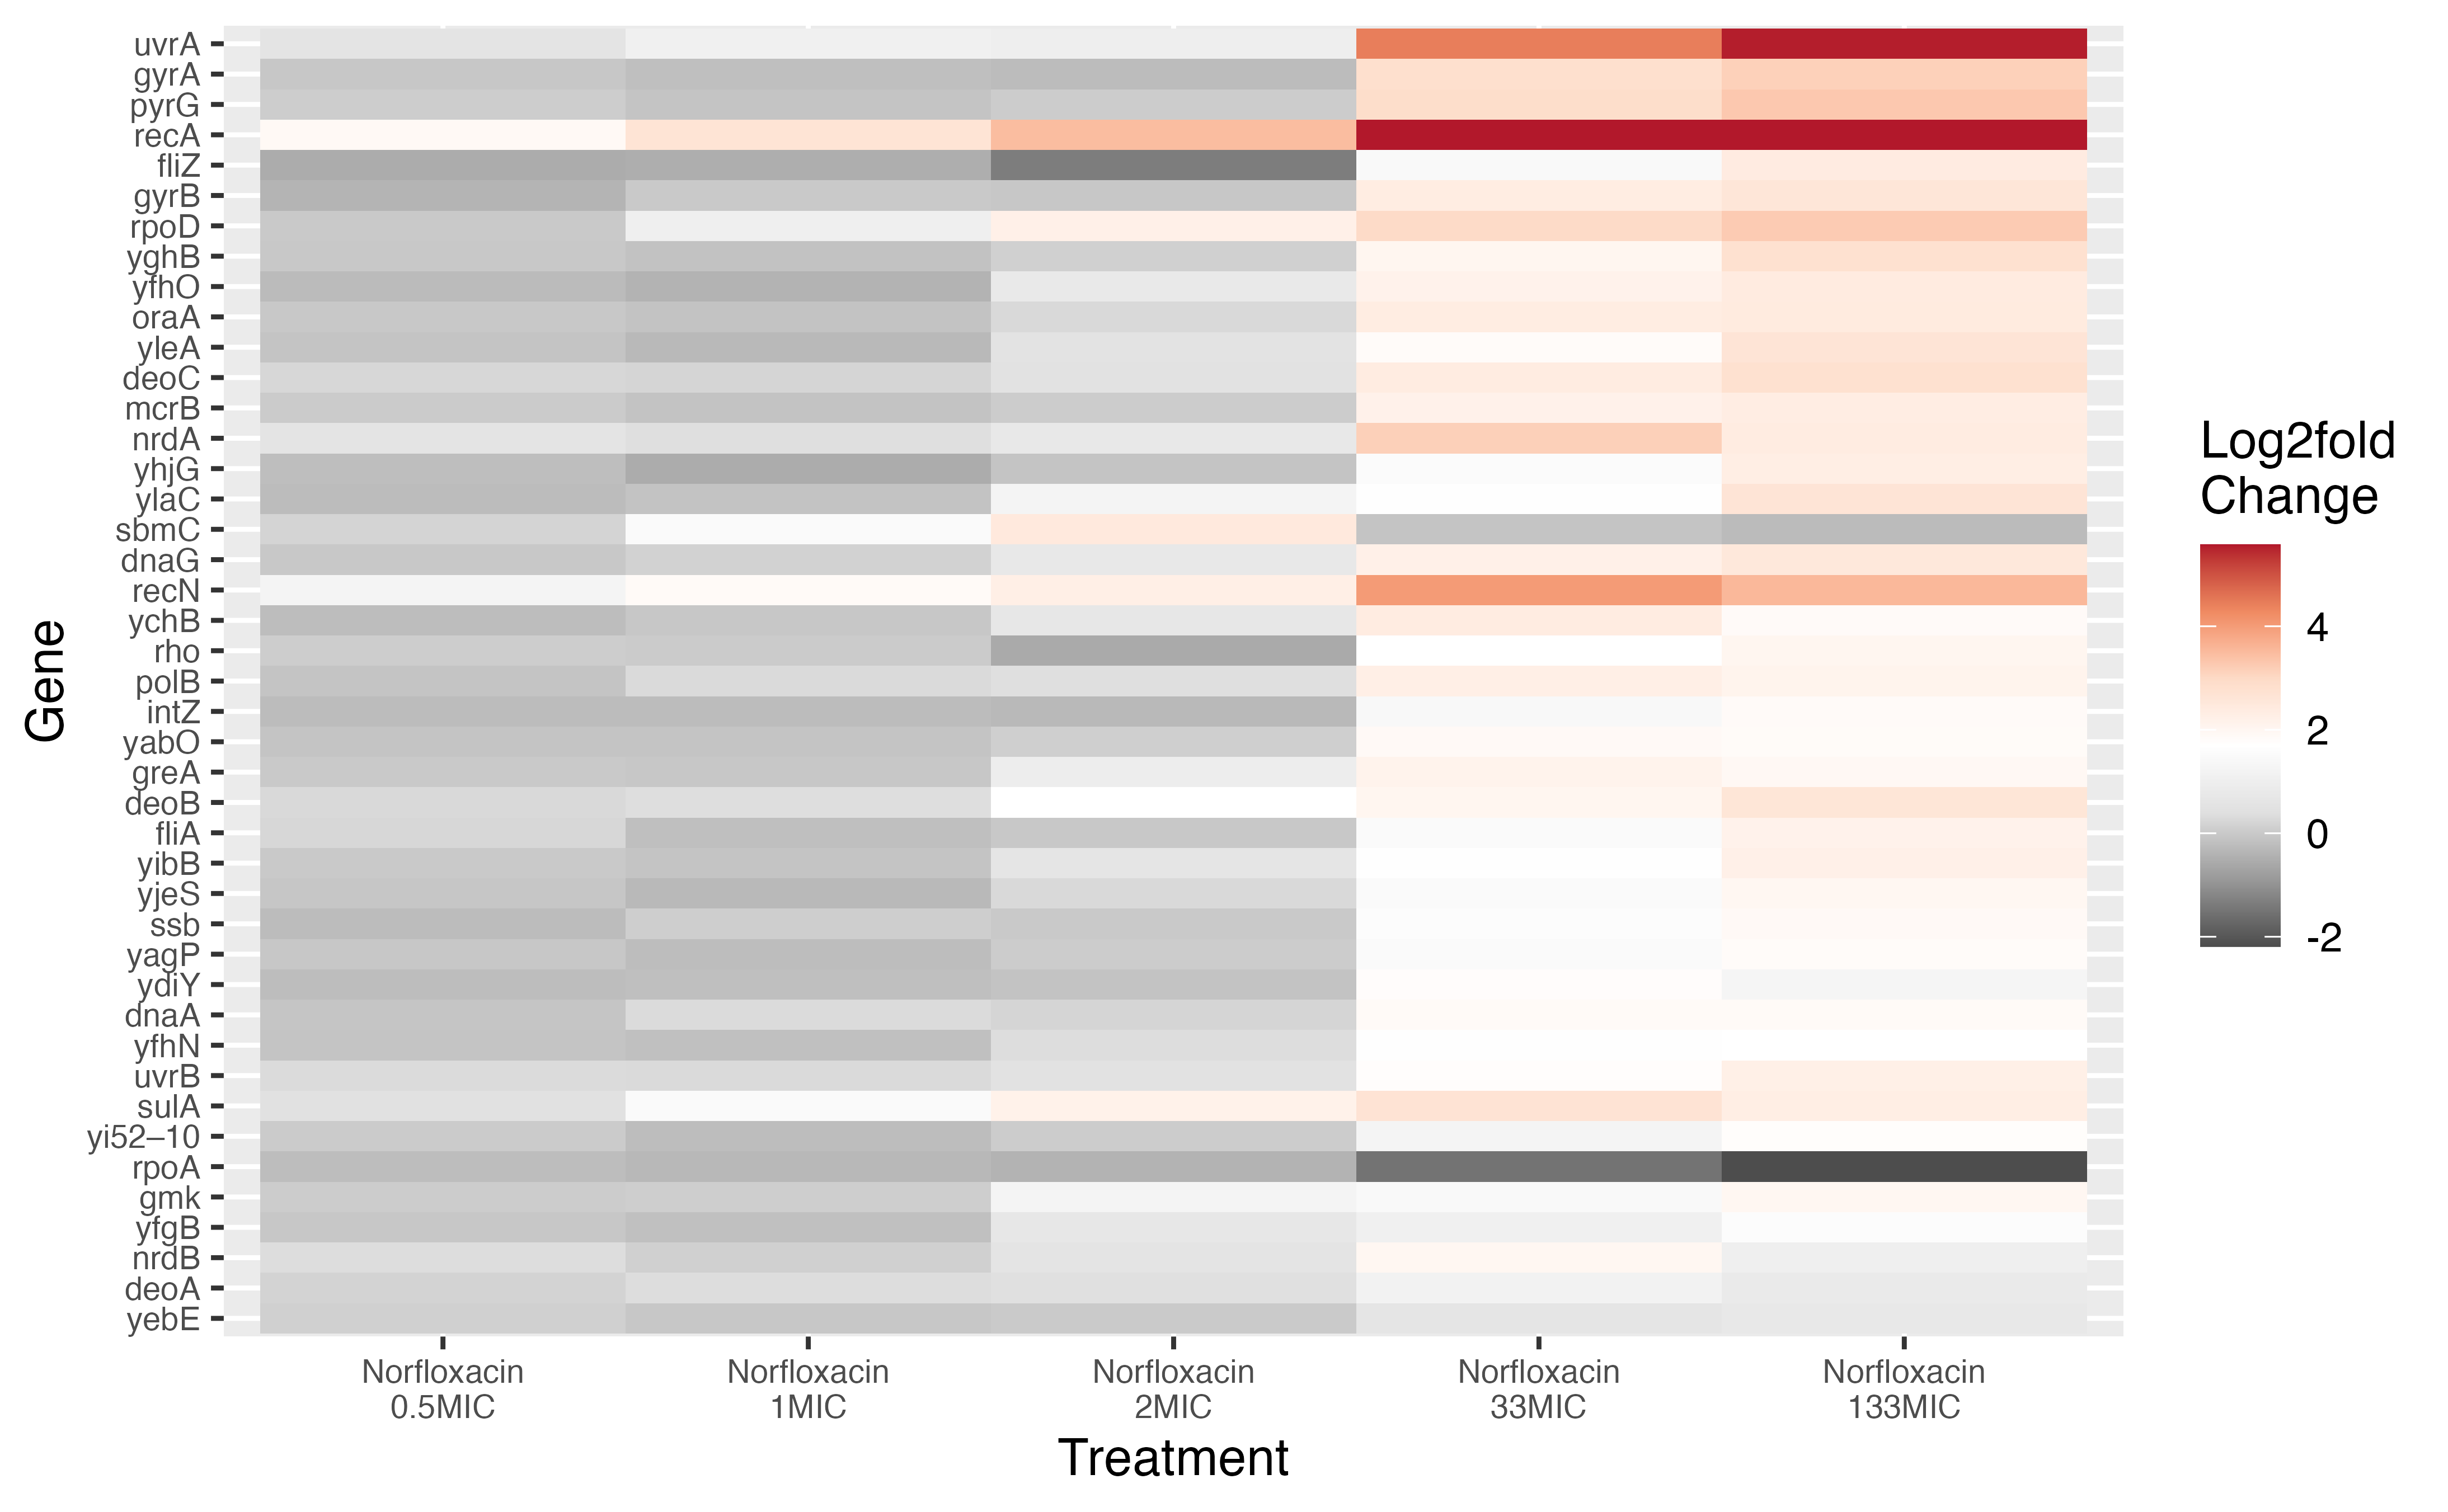 uvrA
gyrA
pyrG
recA
fliZ
gyrB
rpoD
yghB
yfhO
oraA
yleA
deoC
mcrB
nrdA
yhjG
ylaC
sbmC
dnaG
recN
ychB
rho
polB
intZ
yabO
greA
deoB
fliA
yibB
yjeS
ssb
yagP
ydiY
dnaA
yfhN
uvrB
sulA
yi52−10
rpoA
gmk
yfgB
nrdB
deoA
yebE
Gene
Norfloxacin
0.5MIC
Norfloxacin
1MIC
Norfloxacin
2MIC
Norfloxacin
33MIC
Norfloxacin
133MIC
Treatment
Log2fold
Change
4
2
0
-2